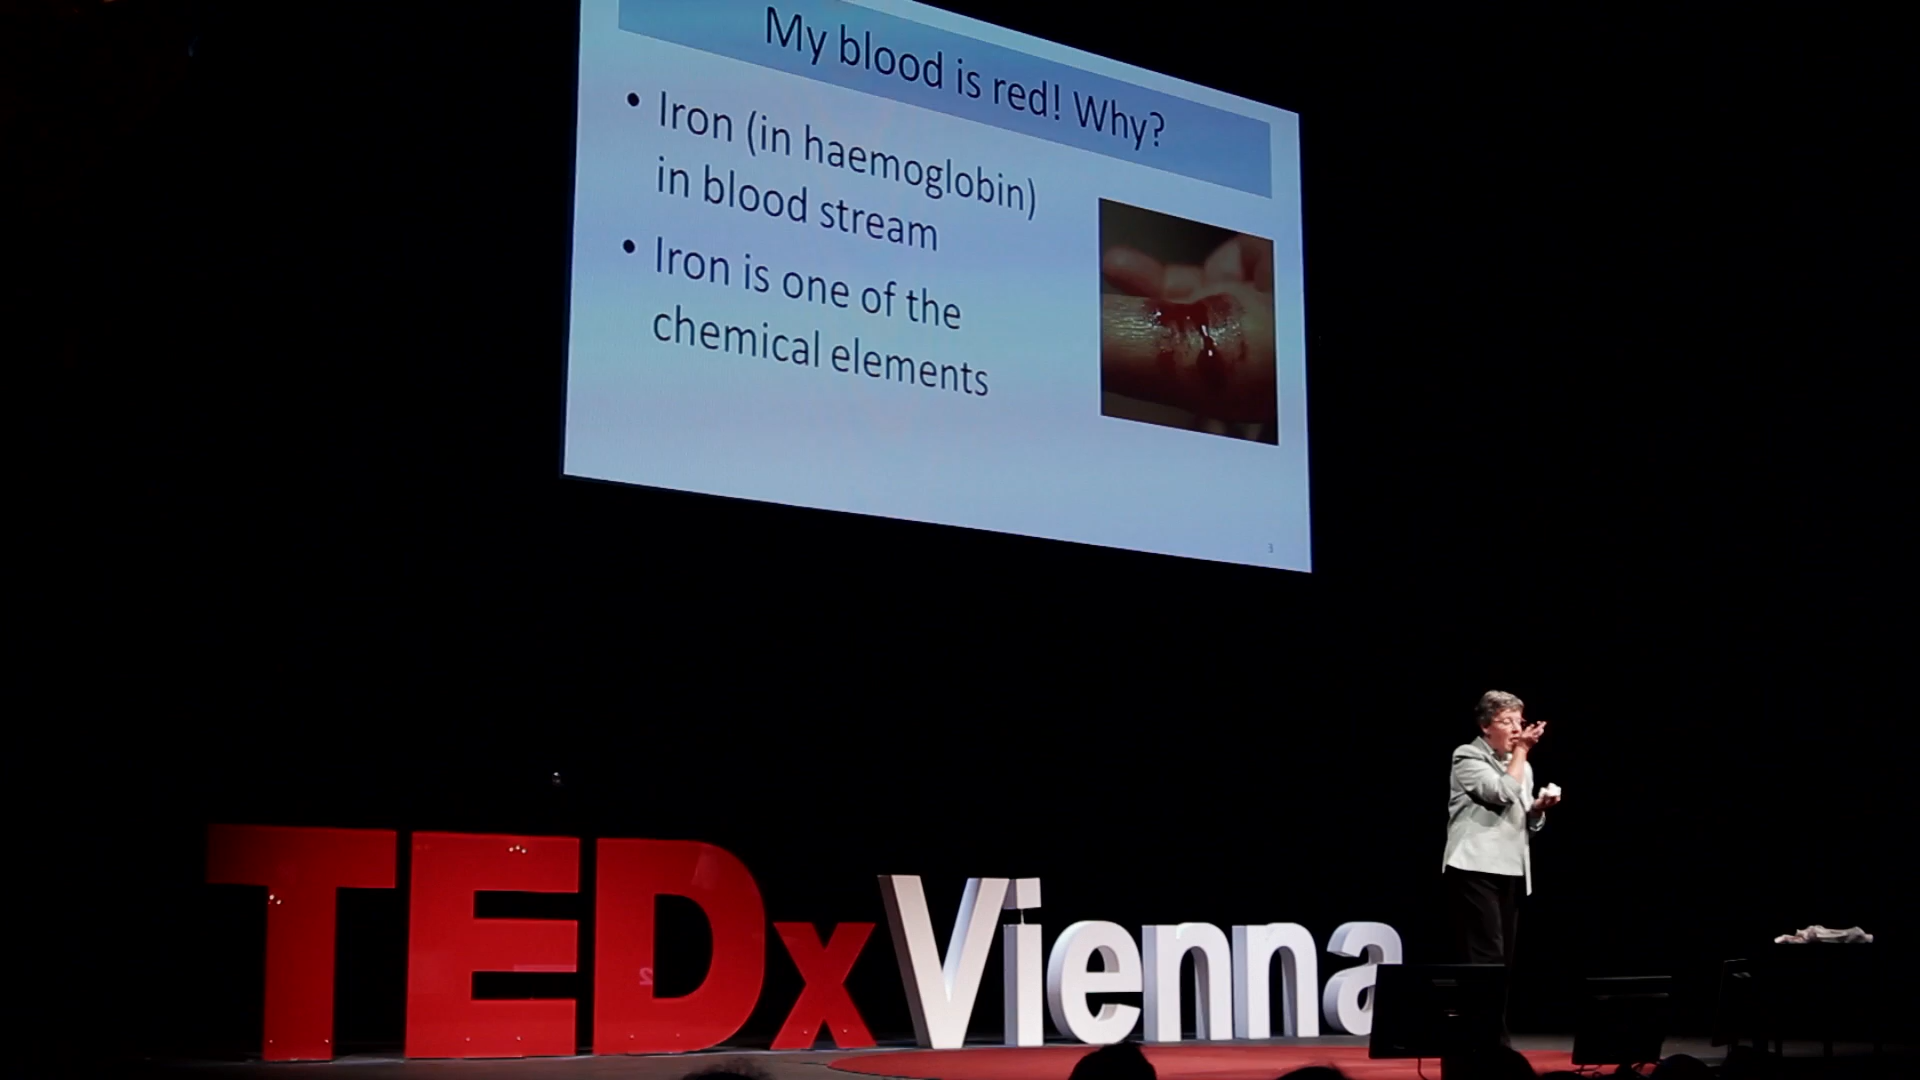 My blood is red! Why?
• Iron (in haemoglobin)
in blood stream
• Iron is one of the
chemical elements
3
TEDxVienna